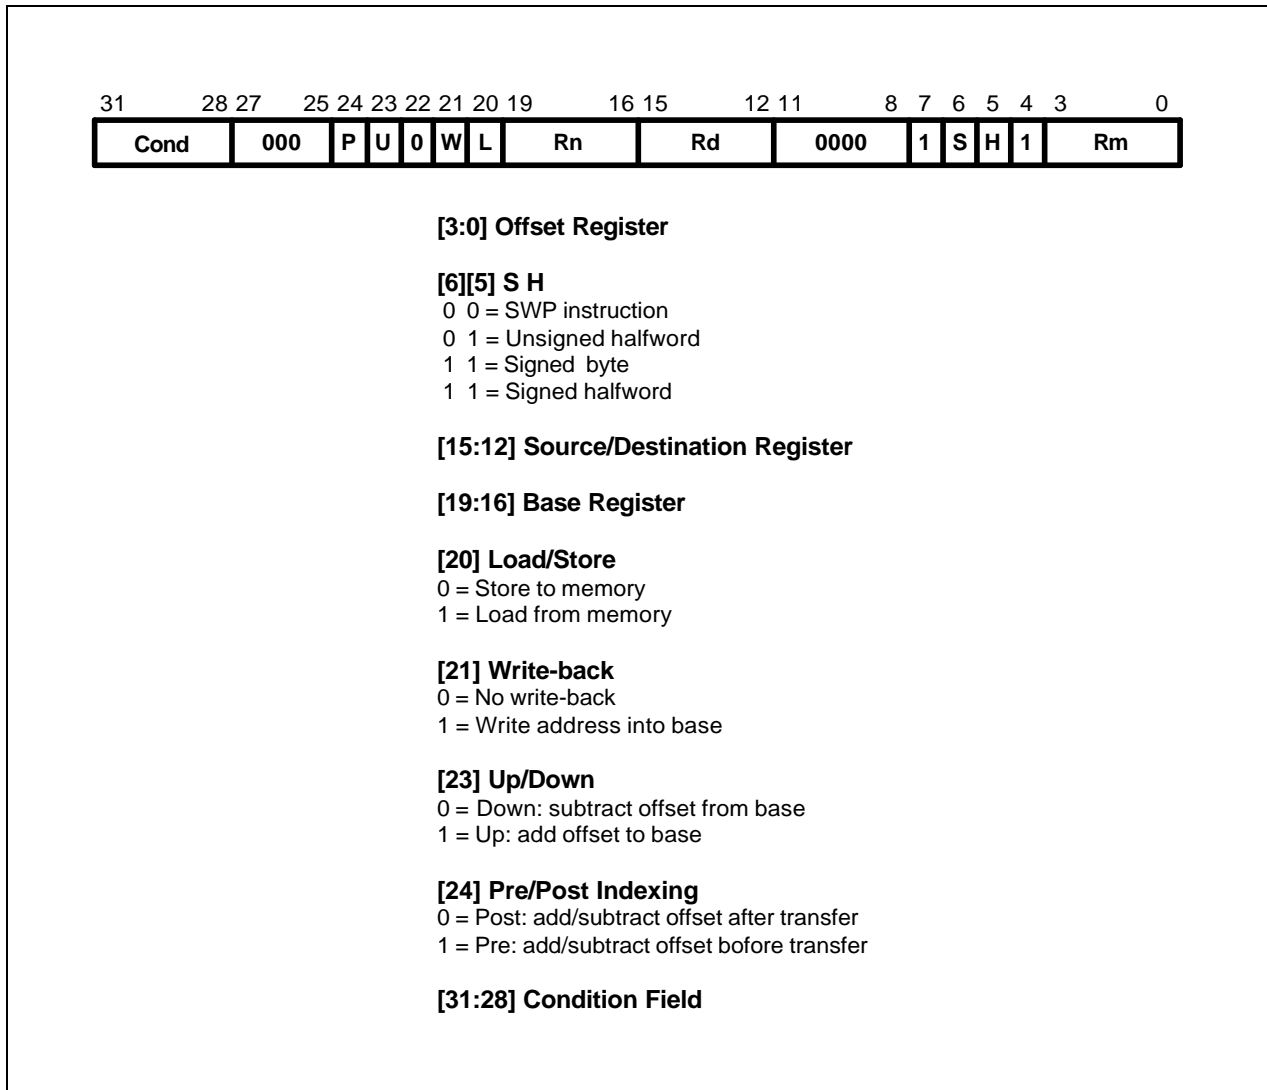 31 28 27 25 24 23 22 21 20 19 16 15 12 11 8 7 6 5 4 3 0
Cond 000 P U 0 W L Rn Rd 0000 1 S H 1 Rm
[3:0] Offset Register
[6][5] S H
0 0 = SWP instruction
0 1 = Unsigned halfword
1 1 = Signed byte
1 1 = Signed halfword
[15:12] Source/Destination Register
[19:16] Base Register
[20] Load/Store
0 = Store to memory
1 = Load from memory
[21] Write-back
0 = No write-back
1 = Write address into base
[23] Up/Down
0 = Down: subtract offset from base
1 = Up: add offset to base
[24] Pre/Post Indexing
0 = Post: add/subtract offset after transfer
1 = Pre: add/subtract offset bofore transfer
[31:28] Condition Field